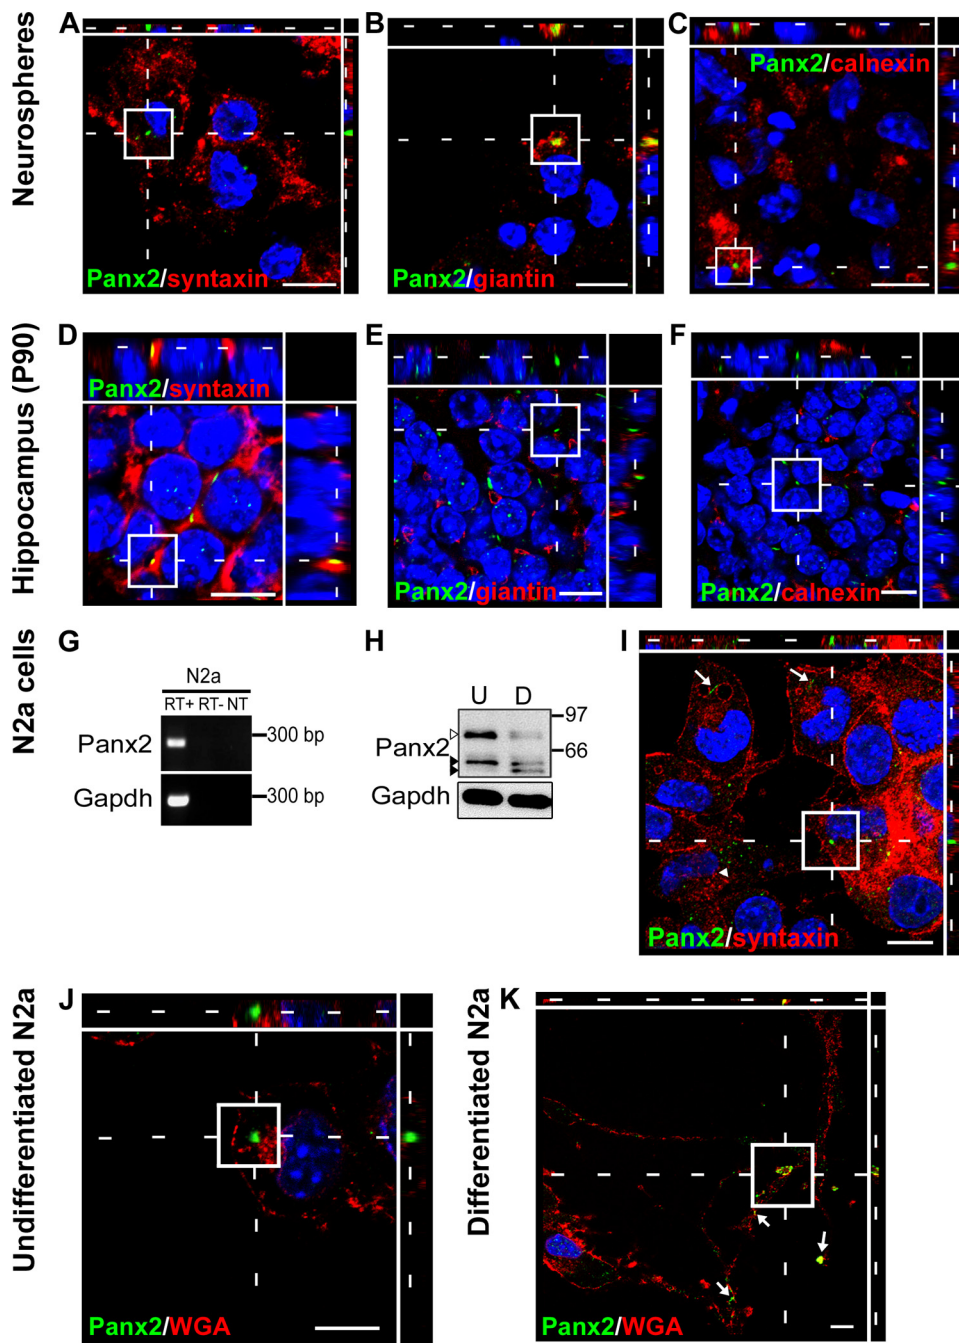 Neurospheres
A
Panx2/syntaxin
B
Panx2/giantin
C
Panx2/calnexin
Hippocampus (P90)
D
Panx2/syntaxin
E
Panx2/giantin
F
Panx2/calnexin
N2a cells
G
N2a
RT+ RT- NT
Panx2
300 bp
Gapdh
300 bp
H
U D
97
Panx2
66
Gapdh
I
Panx2/syntaxin
Undifferentiated N2a
J
Panx2/WGA
Differentiated N2a
K
Panx2/WGA